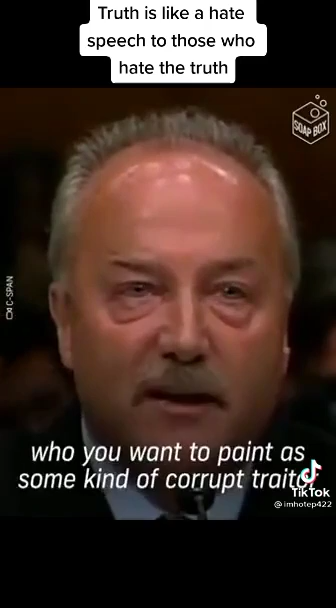 Truth is like a hate
speech to those who
hate the truth
SOAP BOX
C-SPAN
who you want to paint as
some kind of corrupt traitor
TikTok
@imhotep422